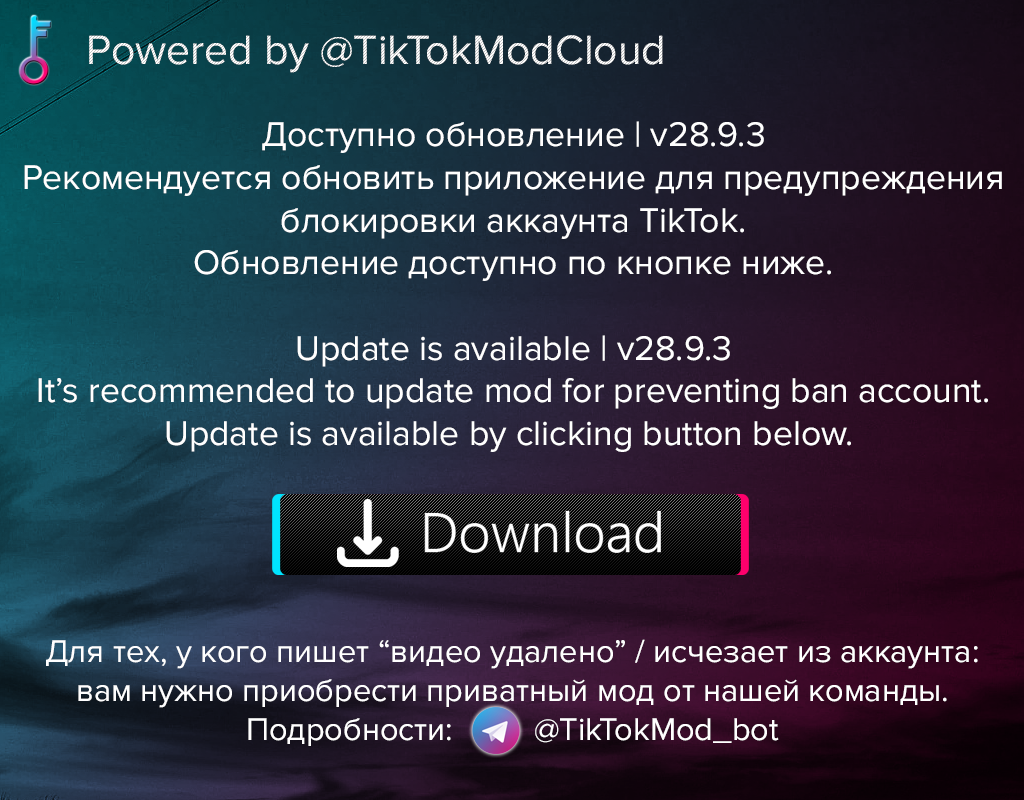 Powered by @TikTokModCloud
Доступно обновление | v28.9.3
Рекомендуется обновить приложение для предупреждения
блокировки аккаунта TikTok.
Обновление доступно по кнопке ниже.
Update is available | v28.9.3
It’s recommended to update mod for preventing ban account.
Update is available by clicking button below.
Download
Для тех, у кого пишет “видео удалено” / исчезает из аккаунта:
вам нужно приобрести приватный мод от нашей команды.
Подробности: @TikTokMod_bot